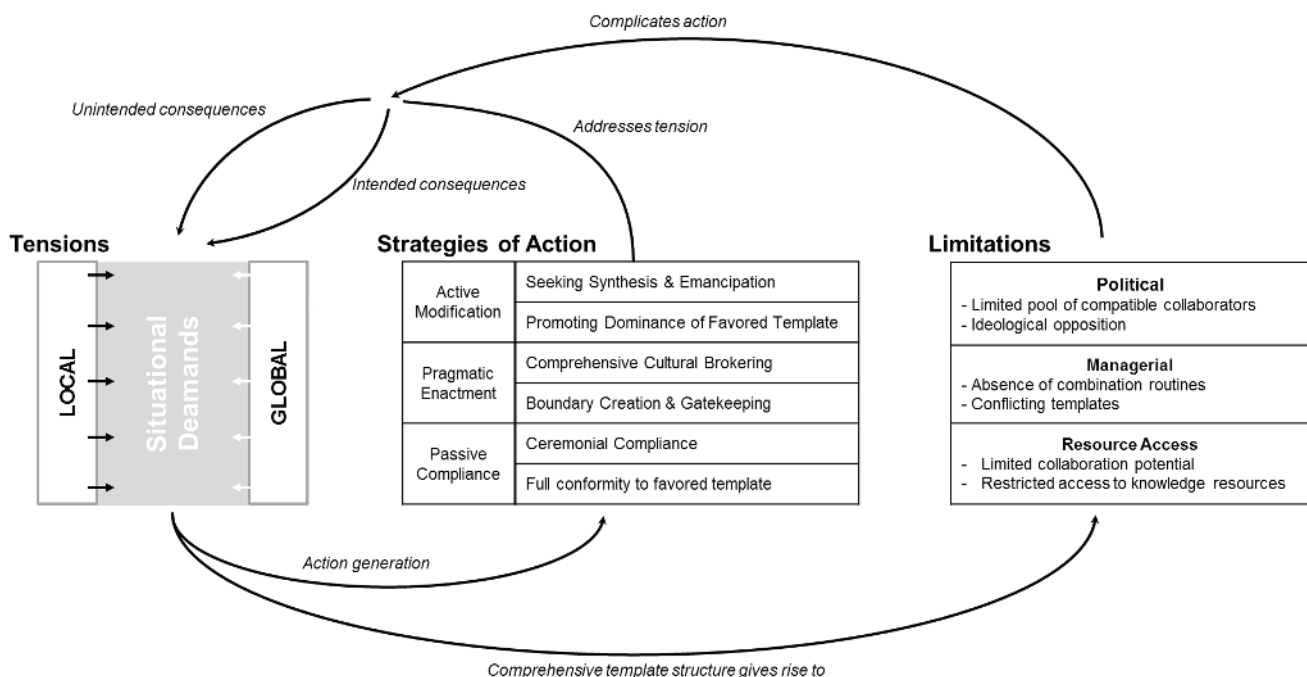 Complicates action
Unintended consequences
Addresses tension
Intended consequences
Tensions
LOCAL
Situational
Deamands
GLOBAL
Strategies of Action
Active
Modification
Seeking Synthesis & Emancipation
Promoting Dominance of Favored Template
Pragmatic
Enactment
Comprehensive Cultural Brokering
Boundary Creation & Gatekeeping
Passive
Compliance
Ceremonial Compliance
Full conformity to favored template
Limitations
Political
- Limited pool of compatible collaborators
- Ideological opposition
Managerial
- Absence of combination routines
- Conflicting templates
Resource Access
- Limited collaboration potential
- Restricted access to knowledge resources
Action generation
Comprehensive template structure gives rise to